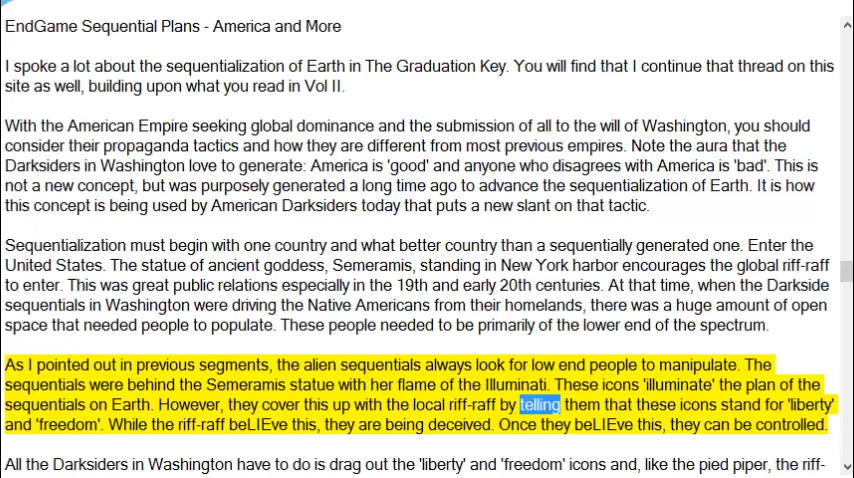 EndGame Sequential Plans - America and More
I spoke a lot about the sequentialization of Earth in The Graduation Key. You will find that I continue that thread on this
site as well, building upon what you read in Vol II.
With the American Empire seeking global dominance and the submission of all to the will of Washington, you should
consider their propaganda tactics and how they are different from most previous empires. Note the aura that the
Darksiders in Washington love to generate: America is 'good' and anyone who disagrees with America is 'bad'. This is
not a new concept, but was purposely generated a long time ago to advance the sequentialization of Earth. It is how
this concept is being used by American Darksiders today that puts a new slant on that tactic.
Sequentialization must begin with one country and what better country than a sequentially generated one. Enter the
United States. The statue of ancient goddess, Semeramis, standing in New York harbor encourages the global riff-raff
to enter. This was great public relations especially in the 19th and early 20th centuries. At that time, when the Darkside
sequentials in Washington were driving the Native Americans from their homelands, there was a huge amount of open
space that needed people to populate. These people needed to be primarily of the lower end of the spectrum.
As I pointed out in previous segments, the alien sequentials always look for low end people to manipulate. The
sequentials were behind the Semeramis statue with her flame of the Illuminati. These icons 'illuminate' the plan of the
sequentials on Earth. However, they cover this up with the local riff-raff by telling them that these icons stand for 'liberty'
and 'freedom'. While the riff-raff beLIEve this, they are being deceived. Once they beLIEve this, they can be controlled.
All the Darksiders in Washington have to do is drag out the 'liberty' and 'freedom' icons and, like the pied piper, the riff-